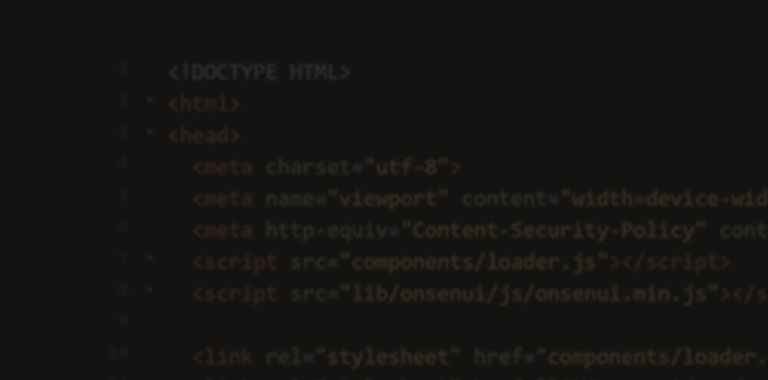 1 <!DOCTYPE HTML>
2 <html>
3 <head>
4 <meta charset="utf-8">
5 <meta name="viewport" content="width=device-wid
6 <meta http-equiv="Content-Security-Policy" cont
7 <script src="components/loader.js"></script>
8 <script src="lib/onsenui/js/onsenui.min.js"></s
9
10 <link rel="stylesheet" href="components/loader.